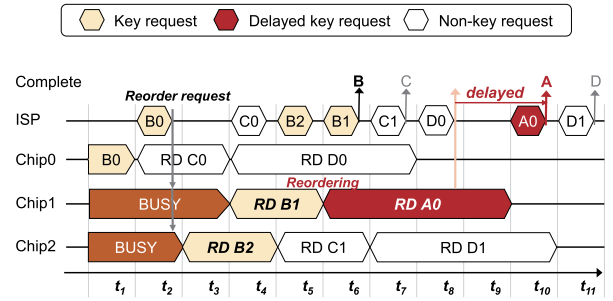 Key request Delayed key request Non-key request
Complete B C delayed A D
Reorder request
ISP B0 C0 B2 B1 C1 D0 A0 D1
Chip0 B0 RD C0 RD D0
Reordering
Chip1 BUSY RD B1 RD A0
Chip2 BUSY RD B2 RD C1 RD D1
t1 t2 t3 t4 t5 t6 t7 t8 t9 t10 t11